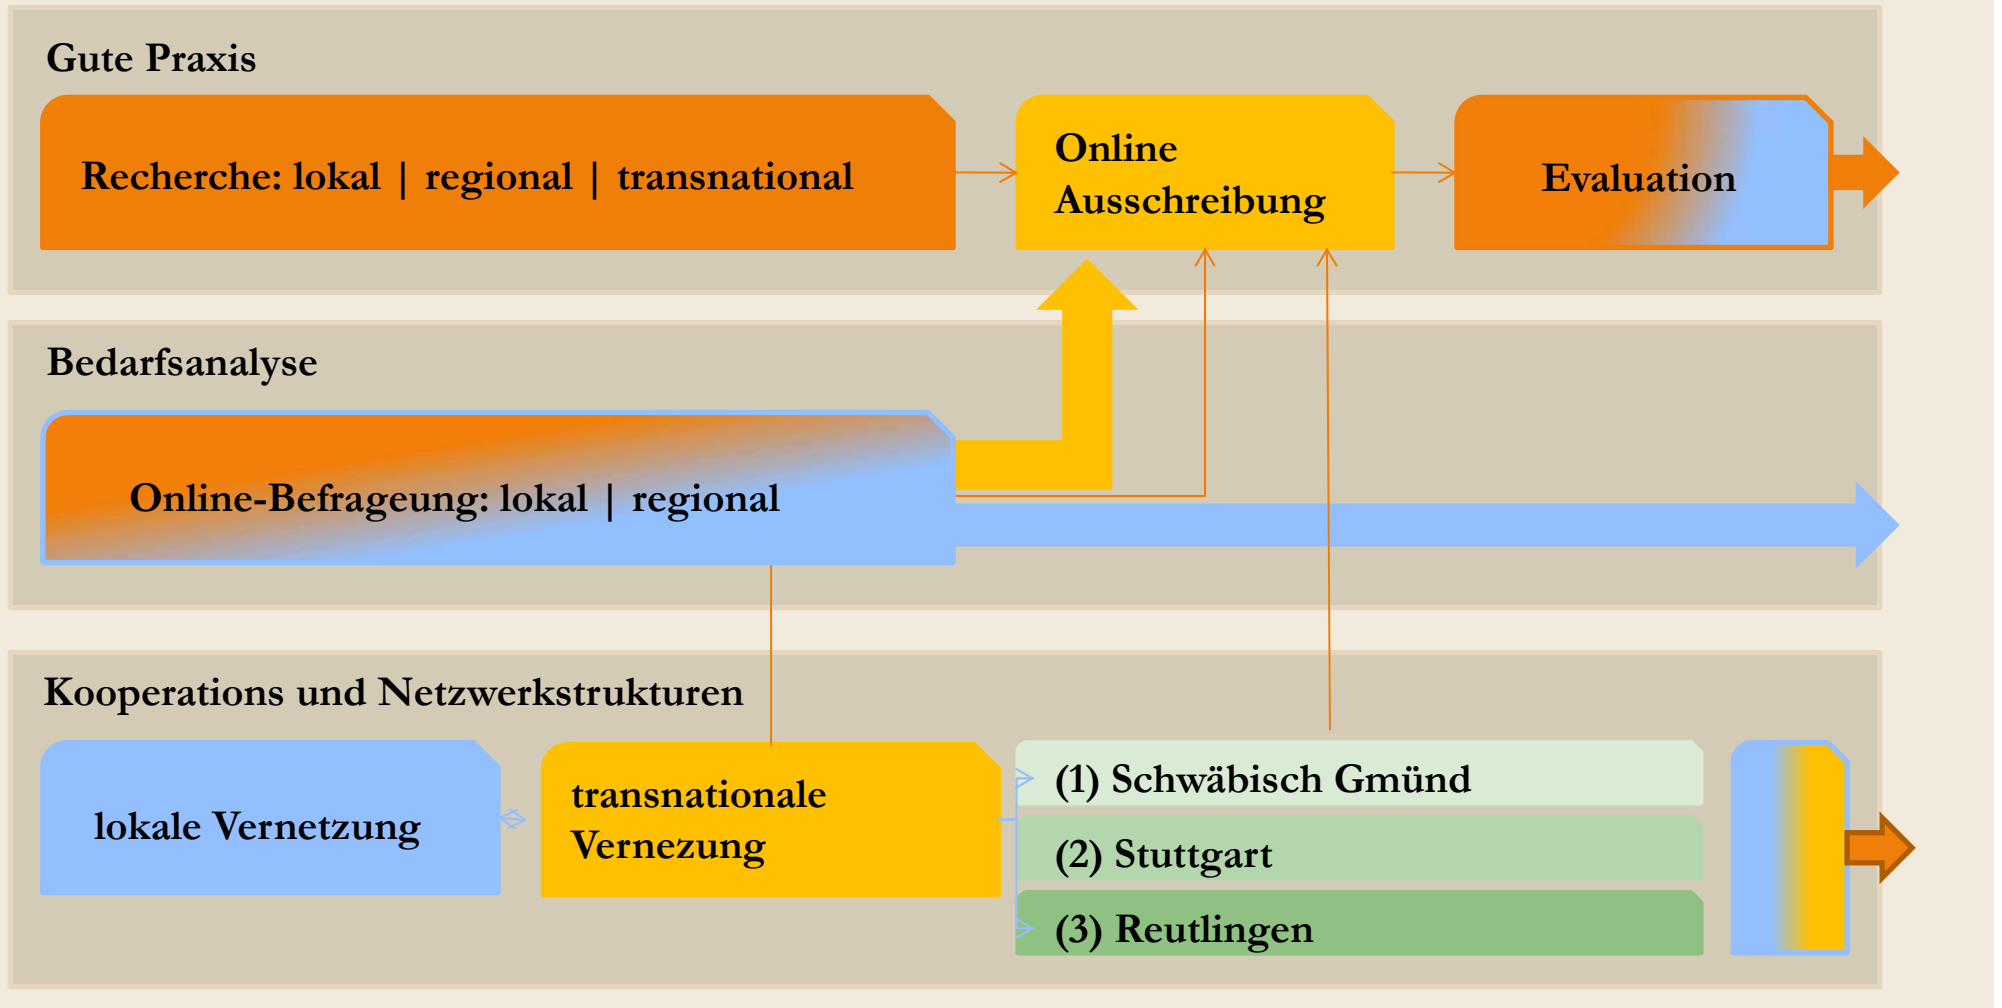 Gute Praxis
Recherche: lokal | regional | transnational
Online
Ausschreibung
Evaluation
Bedarfsanalyse
Online-Befrageung: lokal | regional
Kooperations und Netzwerkstrukturen
lokale Vernetzung
transnationale
Vernezung
(1) Schwäbisch Gmünd
(2) Stuttgart
(3) Reutlingen